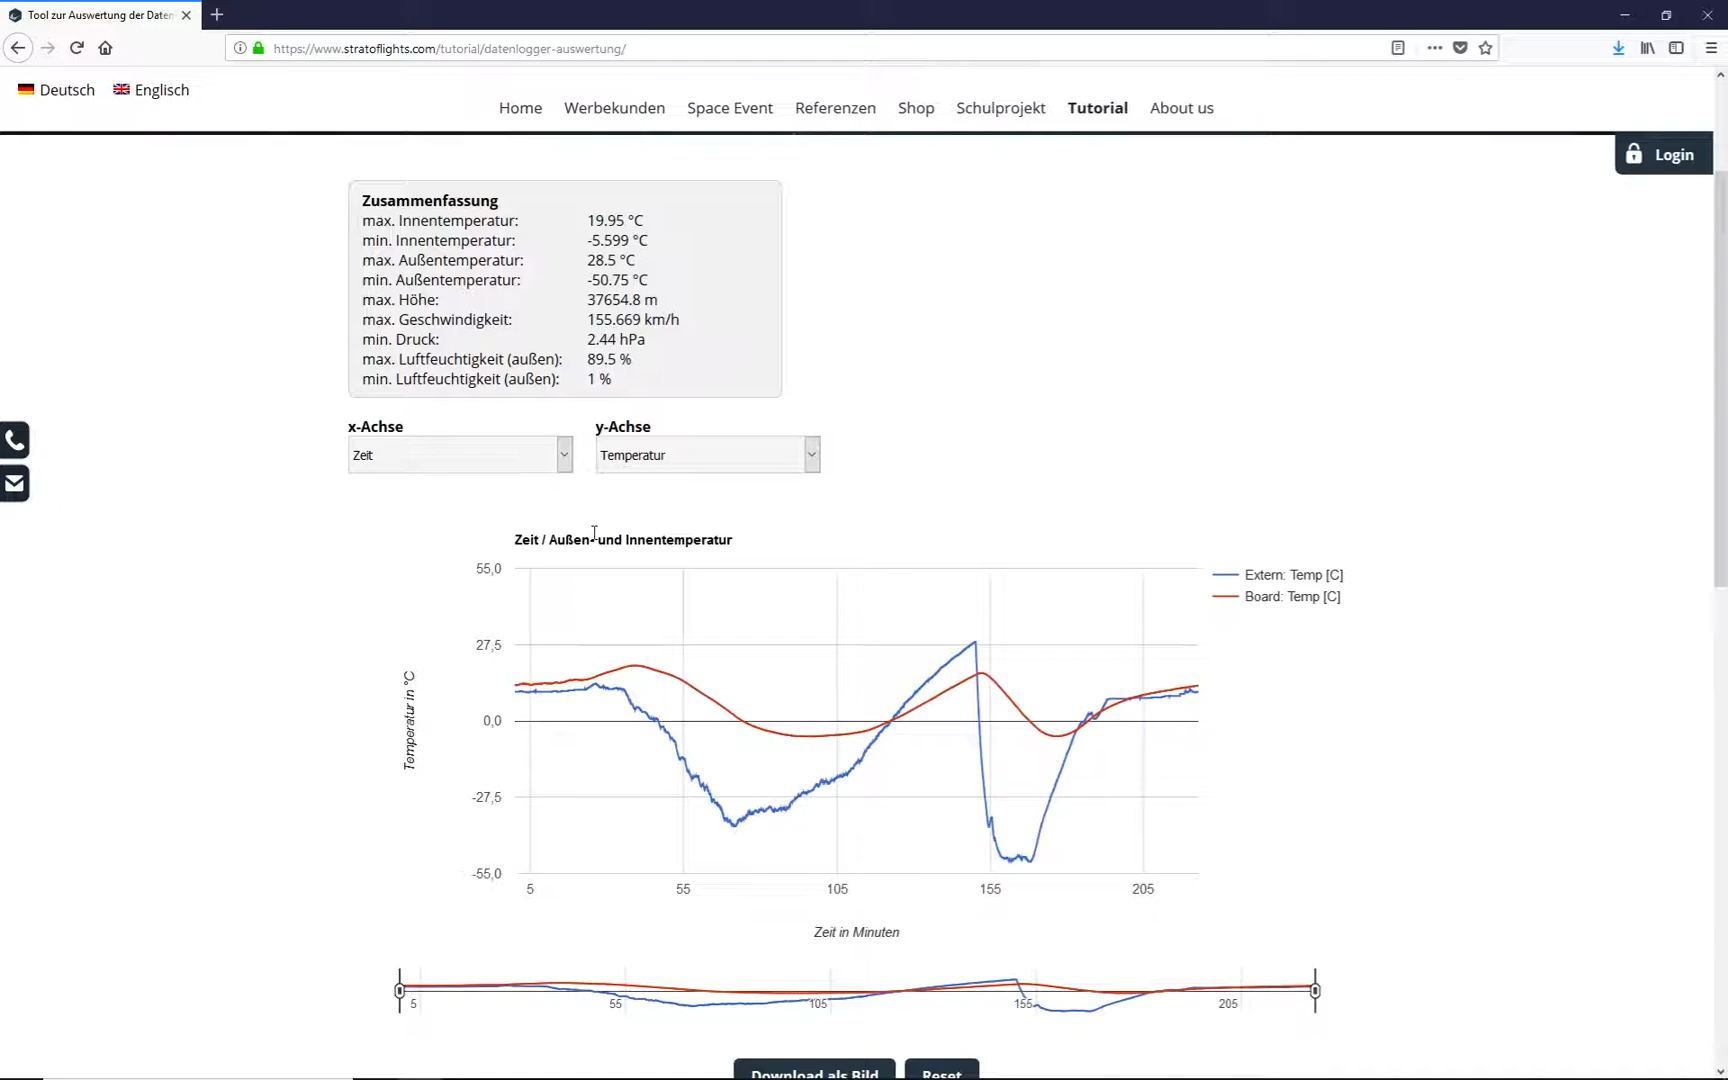 Tool zur Auswertung der Daten
https://www.stratoflights.com/tutorial/datenlogger-auswertung/
Deutsch Englisch
Home Werbekunden Space Event Referenzen Shop Schulprojekt Tutorial About us
Login
Zusammenfassung
max. Innentemperatur: 19.95 °C
min. Innentemperatur: -5.599 °C
max. Außentemperatur: 28.5 °C
min. Außentemperatur: -50.75 °C
max. Höhe: 37654.8 m
max. Geschwindigkeit: 155.669 km/h
min. Druck: 2.44 hPa
max. Luftfeuchtigkeit (außen): 89.5 %
min. Luftfeuchtigkeit (außen): 1 %
x-Achse y-Achse
Zeit Temperatur
Zeit / Außen- und Innentemperatur
55,0
27,5
0,0
-27,5
-55,0
Temperatur in °C
Extern: Temp [C]
Board: Temp [C]
5 55 105 155 205
Zeit in Minuten
5 55 105 155 205
Download als Bild Reset